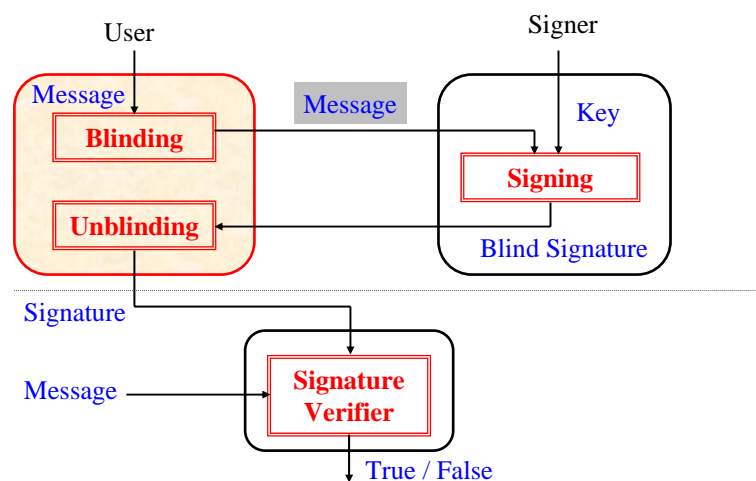 User
Signer
Message
Message
Key
Blinding
Signing
Unblinding
Blind Signature
Signature
Message
Signature
Verifier
True / False